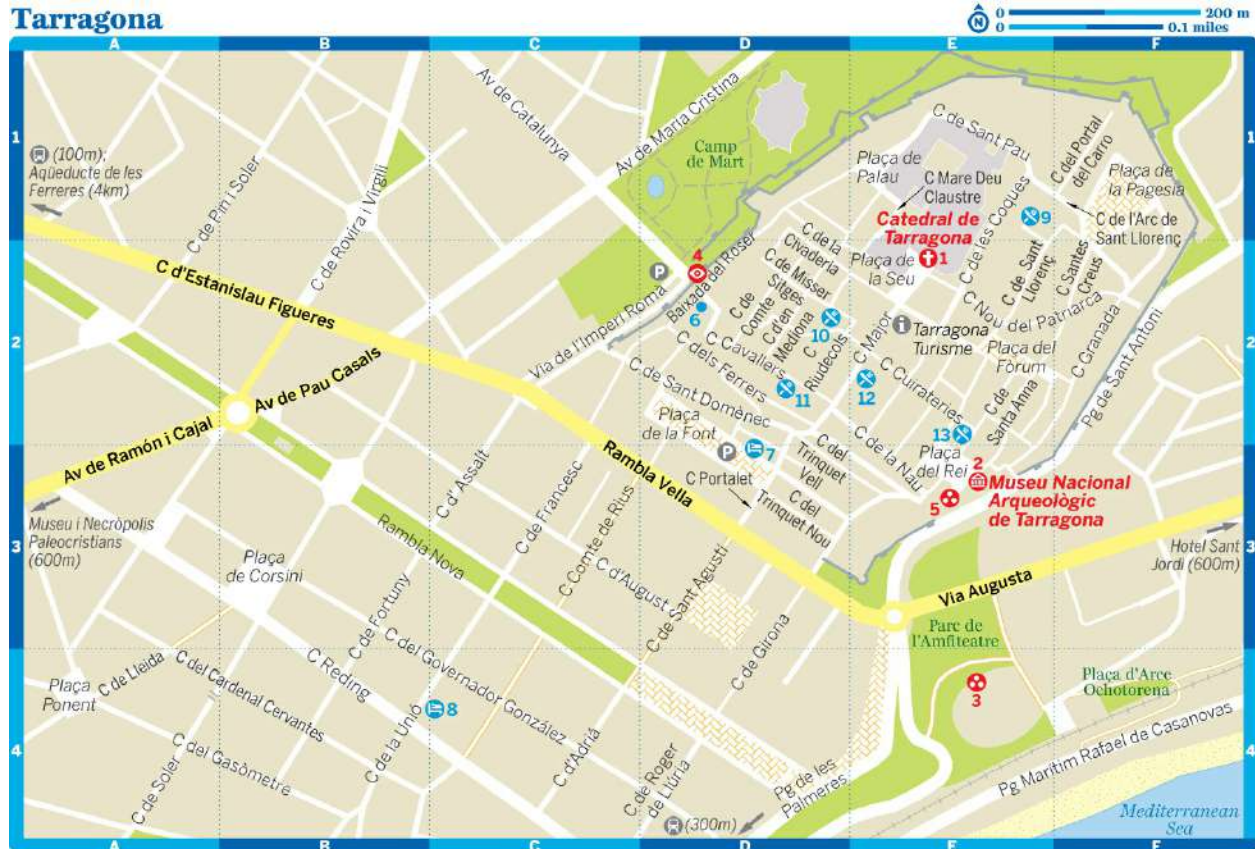 Tarragona
N
0
200 m
0
0.1 miles
A
B
C
D
E
F
1
1
(100m);
Aqüeducte de les
Ferreres (4km)
C de Pin Soler
C de Rovira i Virgili
Av de Catalunya
Av de Maria Cristina
Camp
de Mart
C de Sant Pau
Plaça de
Palau
C Mare Deu
Claustre
Catedral de
Tarragona
1
C de les Coques
9
C del Portal
del Carro
Plaça de
la Pagesia
C de l'Arc de
Sant Llorenç
C d'Estanislau Figueres
P
4
Baixada del Roser
6
Via de l'Imperi Romà
C de la
Civaderia
C de Misser
Sitges
C de
Comte
C d'en
Mediona
C
Riudecols
10
Plaça de
la Seu
C de Sant
Llorenç
C Santes
Creus
C Nou del Patriarca
i
Tarragona
Turisme
Plaça del
Fòrum
C Granada
Pg de Sant Antoni
2
2
C Cavallers
C dels Ferrers
11
C Major
12
C Cuirateries
C de
Santa Anna
13
C de Sant Domènec
Plaça
de la Font
P
7
C Portalet
C del
Trinquet
Vell
C del
Trinquet Nou
C de la Nau
Plaça
del Rei
2
5
Museu Nacional
Arqueològic
de Tarragona
Av de Pau Casals
Av de Ramón i Cajal
Rambla Vella
Museu i Necròpolis
Paleocristians
(600m)
3
3
Plaça
de Corsini
C d'Assalt
Rambla Nova
C de Francesc
C Comte de Rius
C d'August
C de Sant Agustí
C de Fortuny
Hotel Sant
Jordi (600m)
Via Augusta
Parc de
l'Amfiteatre
C de Girona
Plaça
Ponent
C de Lleida
C del Cardenal Cervantes
C Reding
C del Governador González
C de la Unió
8
C del Gasòmetre
C de Soler
C d'Adrià
C de Roger
de Llúria
(300m)
Pg de les
Palmeres
3
Plaça d'Arce
Ochotorena
Pg Marítim Rafael de Casanovas
4
4
Mediterranean
Sea
A
B
C
D
E
F